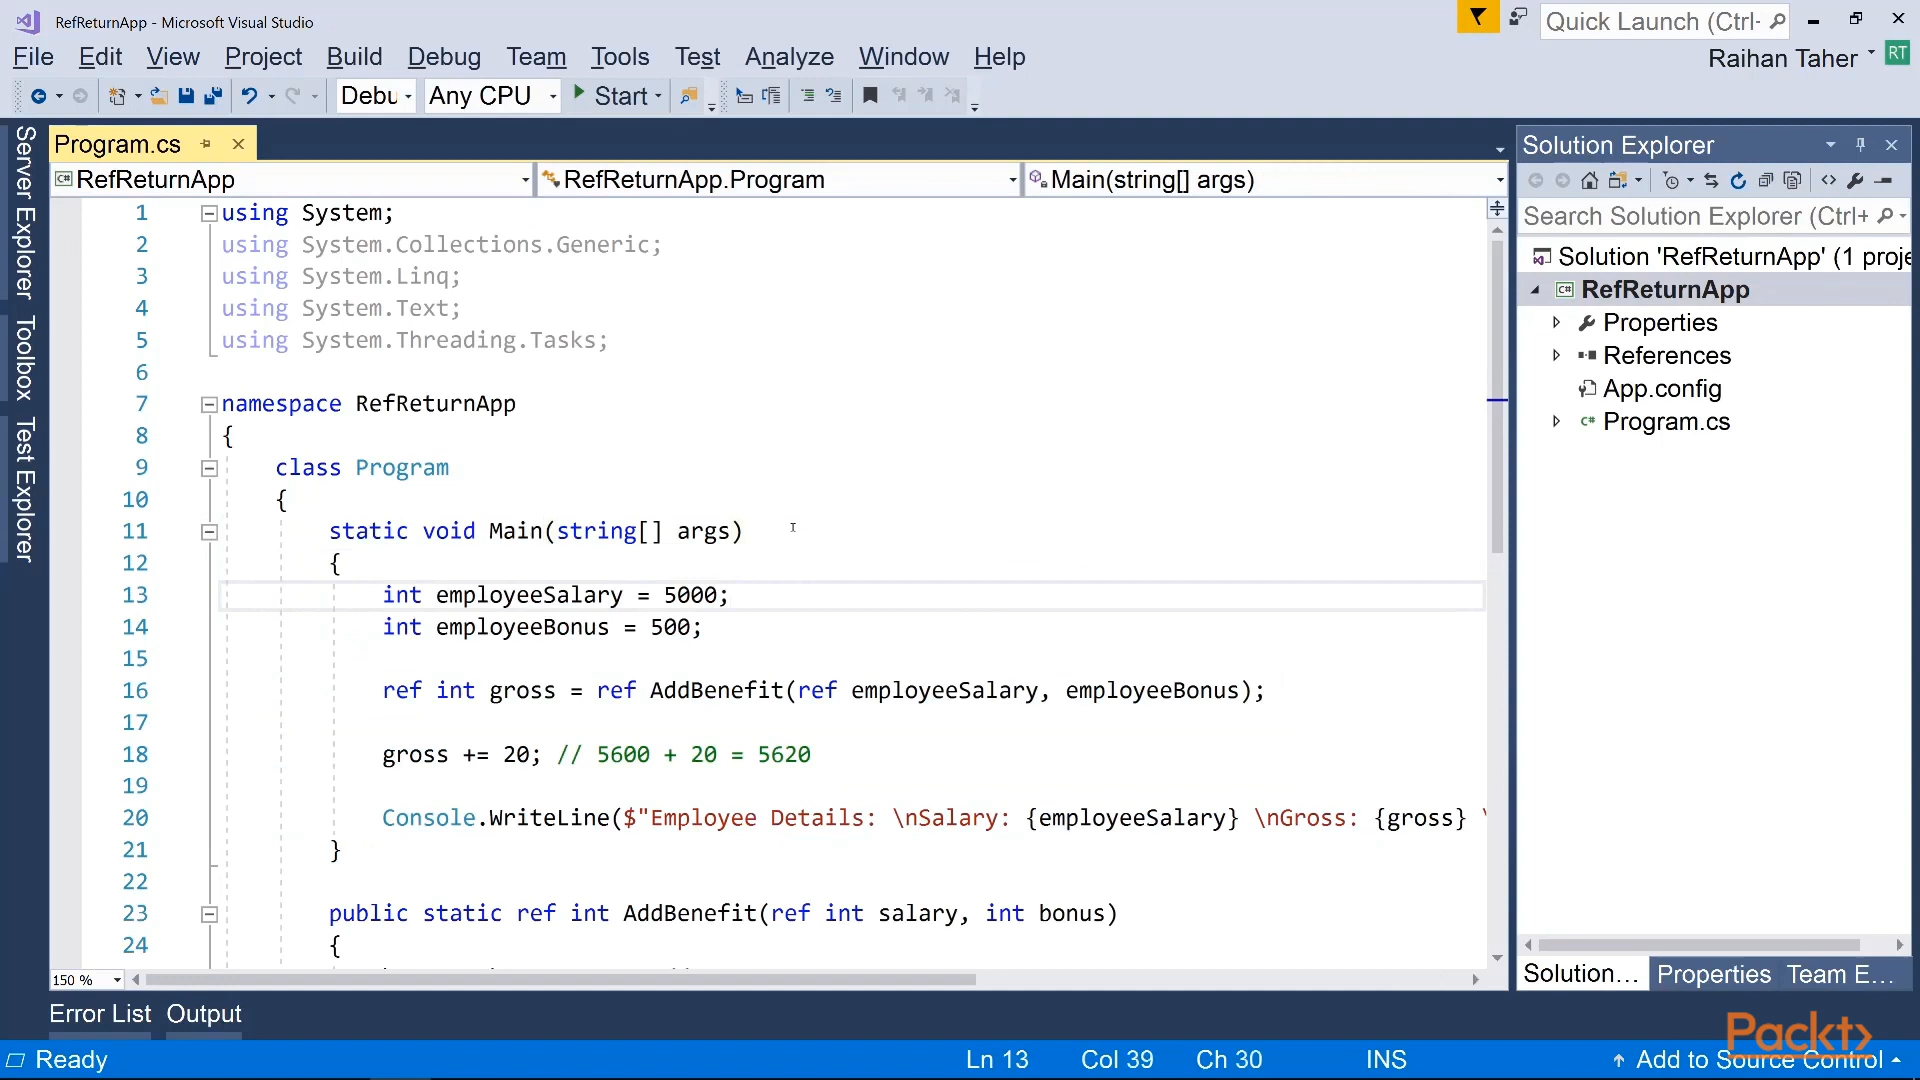 RefReturnApp - Microsoft Visual Studio
Quick Launch (Ctrl-
File Edit View Project Build Debug Team Tools Test Analyze Window Help
Raihan Taher RT
Debu Any CPU Start
Server Explorer
Toolbox
Test Explorer
Program.cs
RefReturnApp RefReturnApp.Program Main(string[] args)
1 using System;
2 using System.Collections.Generic;
3 using System.Linq;
4 using System.Text;
5 using System.Threading.Tasks;
6
7 namespace RefReturnApp
8 {
9 class Program
10 {
11 static void Main(string[] args)
12 {
13 int employeeSalary = 5000;
14 int employeeBonus = 500;
15
16 ref int gross = ref AddBenefit(ref employeeSalary, employeeBonus);
17
18 gross += 20; // 5600 + 20 = 5620
19
20 Console.WriteLine($"Employee Details: \nSalary: {employeeSalary} \nGross: {gross} \
21 }
22
23 public static ref int AddBenefit(ref int salary, int bonus)
24 {
150 %
Solution Explorer
Search Solution Explorer (Ctrl+
Solution 'RefReturnApp' (1 proje
C# RefReturnApp
Properties
References
App.config
C# Program.cs
Solution... Properties Team E...
Error List Output
Packt>
Ready Ln 13 Col 39 Ch 30 INS Add to Source Control